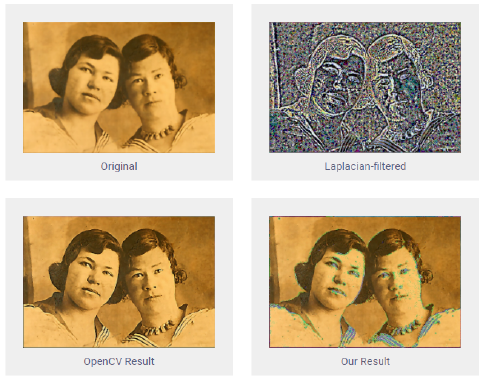 Original
Laplacian-filtered
OpenCV Result
Our Result